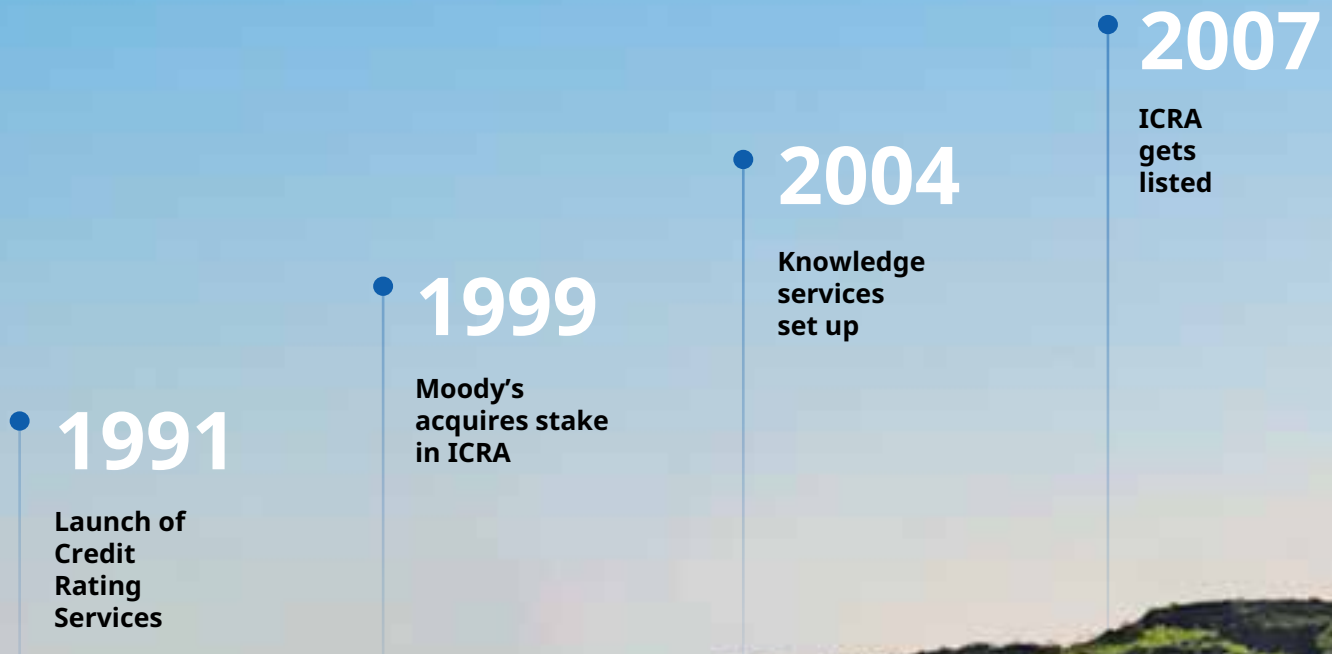 1991
Launch of
Credit
Rating
Services
1999
Moody’s
acquires stake
in ICRA
2004
Knowledge
services
set up
2007
ICRA
gets
listed